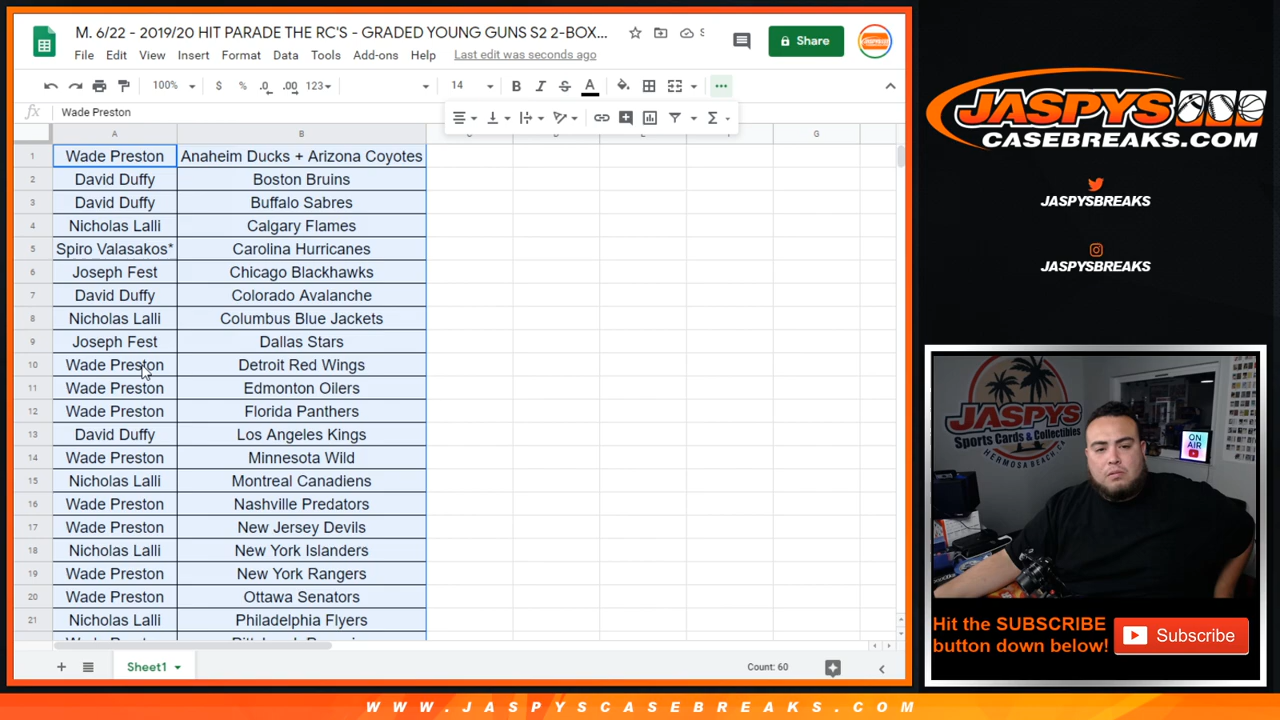 M. 6/22 - 2019/20 HIT PARADE THE RC'S - GRADED YOUNG GUNS S2 2-BOX...
File Edit View Insert Format Data Tools Add-ons Help Last edit was seconds ago
Share
100% $ % .0 .00 123 14 B I S A
fx Wade Preston
A B C D E F G
1 Wade Preston Anaheim Ducks + Arizona Coyotes
2 David Duffy Boston Bruins
3 David Duffy Buffalo Sabres
4 Nicholas Lalli Calgary Flames
5 Spiro Valasakos* Carolina Hurricanes
6 Joseph Fest Chicago Blackhawks
7 David Duffy Colorado Avalanche
8 Nicholas Lalli Columbus Blue Jackets
9 Joseph Fest Dallas Stars
10 Wade Preston Detroit Red Wings
11 Wade Preston Edmonton Oilers
12 Wade Preston Florida Panthers
13 David Duffy Los Angeles Kings
14 Wade Preston Minnesota Wild
15 Nicholas Lalli Montreal Canadiens
16 Wade Preston Nashville Predators
17 Wade Preston New Jersey Devils
18 Nicholas Lalli New York Islanders
19 Wade Preston New York Rangers
20 Wade Preston Ottawa Senators
21 Nicholas Lalli Philadelphia Flyers
Sheet1 Count: 60
JASPYS
CASEBREAKS.COM
JASPYSBREAKS
JASPYSBREAKS
JASPYS
Sports Cards & Collectibles
HERMOSA BEACH, CA
ON AIR
Hit the SUBSCRIBE
button down below!
Subscribe
WWW.JASPYSCASEBREAKS.COM